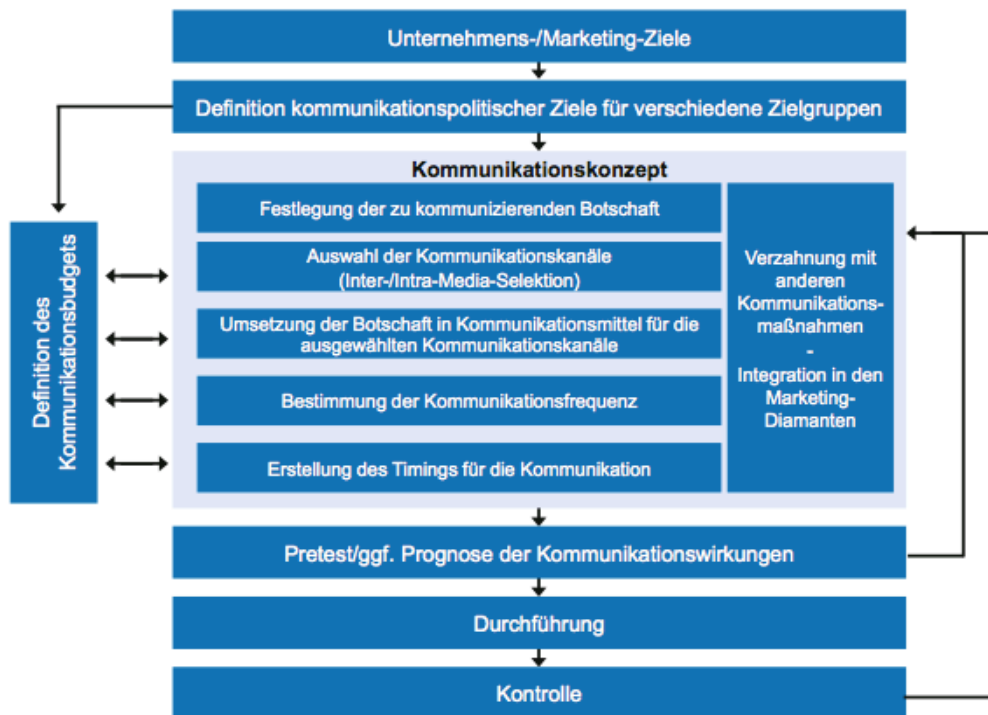 Unternehmens-/Marketing-Ziele
Definition kommunikationspolitischer Ziele für verschiedene Zielgruppen
Kommunikationskonzept
Definition des
Kommunikationsbudgets
Festlegung der zu kommunizierenden Botschaft
Auswahl der Kommunikationskanäle
(Inter-/Intra-Media-Selektion)
Umsetzung der Botschaft in Kommunikationsmittel für die
ausgewählten Kommunikationskanäle
Bestimmung der Kommunikationsfrequenz
Erstellung des Timings für die Kommunikation
Verzahnung mit
anderen
Kommunikations-
maßnahmen
-
Integration in den
Marketing-
Diamanten
Pretest/ggf. Prognose der Kommunikationswirkungen
Durchführung
Kontrolle